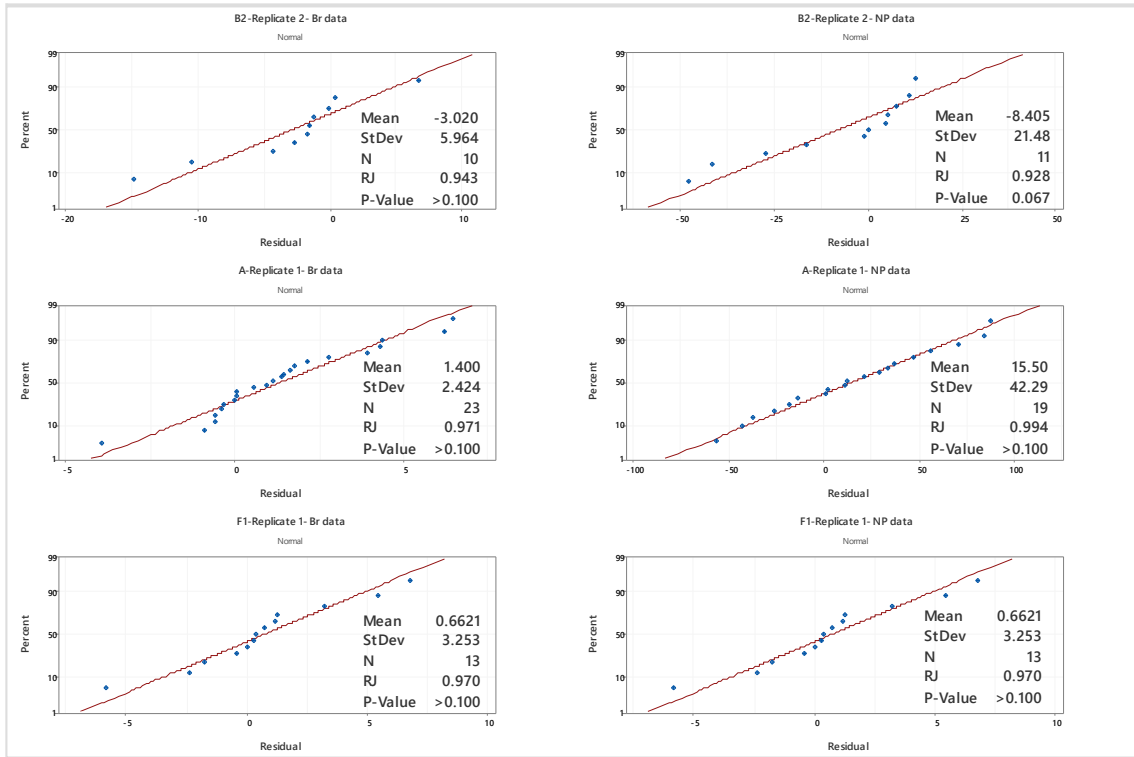 B2-Replicate 2- Br data
Normal
99
90
50
10
1
Percent
Mean -3.020
StDev 5.964
N 10
RJ 0.943
P-Value >0.100
-20 -10 0 10
Residual
B2-Replicate 2- NP data
Normal
99
90
50
10
1
Percent
Mean -8.405
StDev 21.48
N 11
RJ 0.928
P-Value 0.067
-50 -25 0 25 50
Residual
A-Replicate 1- Br data
Normal
99
90
50
10
1
Percent
Mean 1.400
StDev 2.424
N 23
RJ 0.971
P-Value >0.100
-5 0 5
Residual
A-Replicate 1- NP data
Normal
99
90
50
10
1
Percent
Mean 15.50
StDev 42.29
N 19
RJ 0.994
P-Value >0.100
-100 -50 0 50 100
Residual
F1-Replicate 1- Br data
Normal
99
90
50
10
1
Percent
Mean 0.6621
StDev 3.253
N 13
RJ 0.970
P-Value >0.100
-5 0 5 10
Residual
F1-Replicate 1- NP data
Normal
99
90
50
10
1
Percent
Mean 0.6621
StDev 3.253
N 13
RJ 0.970
P-Value >0.100
-5 0 5 10
Residual